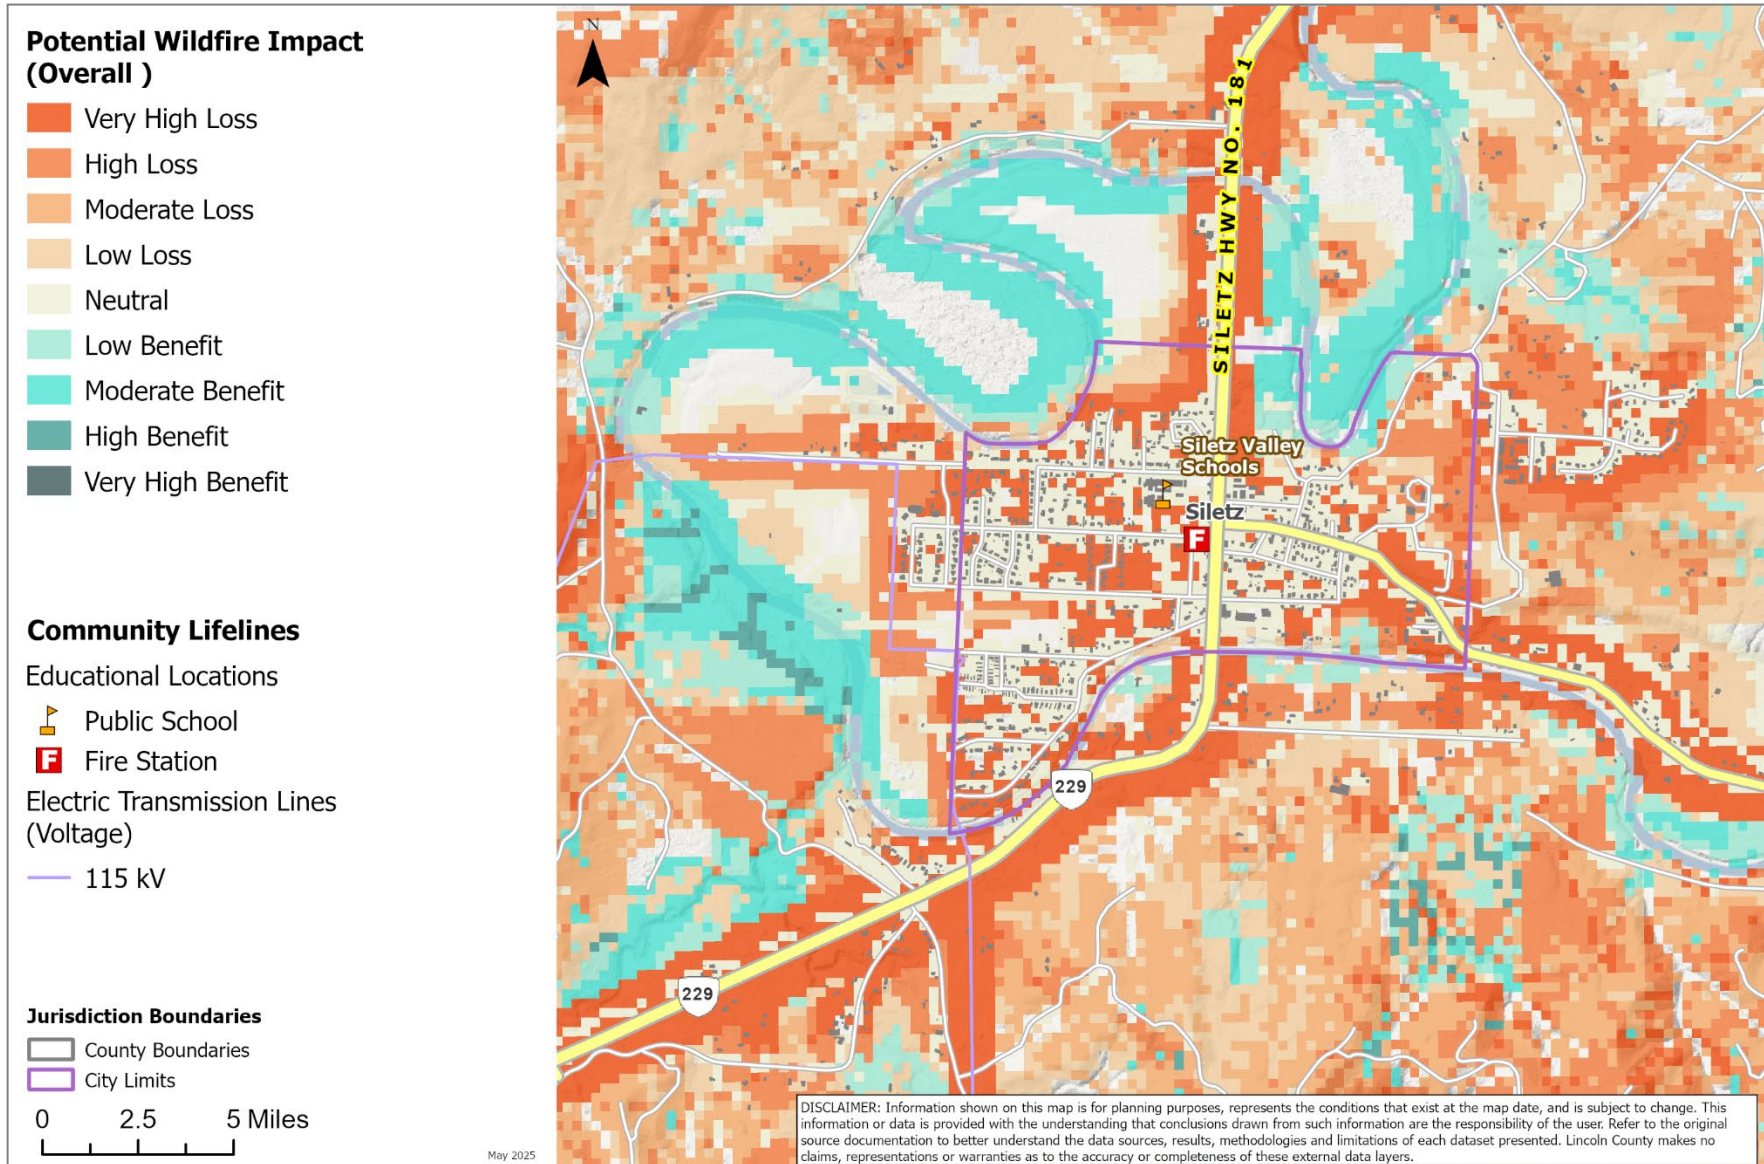 Potential Wildfire Impact
(Overall )
Very High Loss
High Loss
Moderate Loss
Low Loss
Neutral
Low Benefit
Moderate Benefit
High Benefit
Very High Benefit
Community Lifelines
Educational Locations
Public School
F Fire Station
Electric Transmission Lines
(Voltage)
115 kV
Jurisdiction Boundaries
County Boundaries
City Limits
0 2.5 5 Miles
May 2025
N
SILETZ HWY NO. 181
Siletz Valley
Schools
Siletz
F
229
229
DISCLAIMER: Information shown on this map is for planning purposes, represents the conditions that exist at the map date, and is subject to change. This
information or data is provided with the understanding that conclusions drawn from such information are the responsibility of the user. Refer to the original
source documentation to better understand the data sources, results, methodologies and limitations of each dataset presented. Lincoln County makes no
claims, representations or warranties as to the accuracy or completeness of these external data layers.